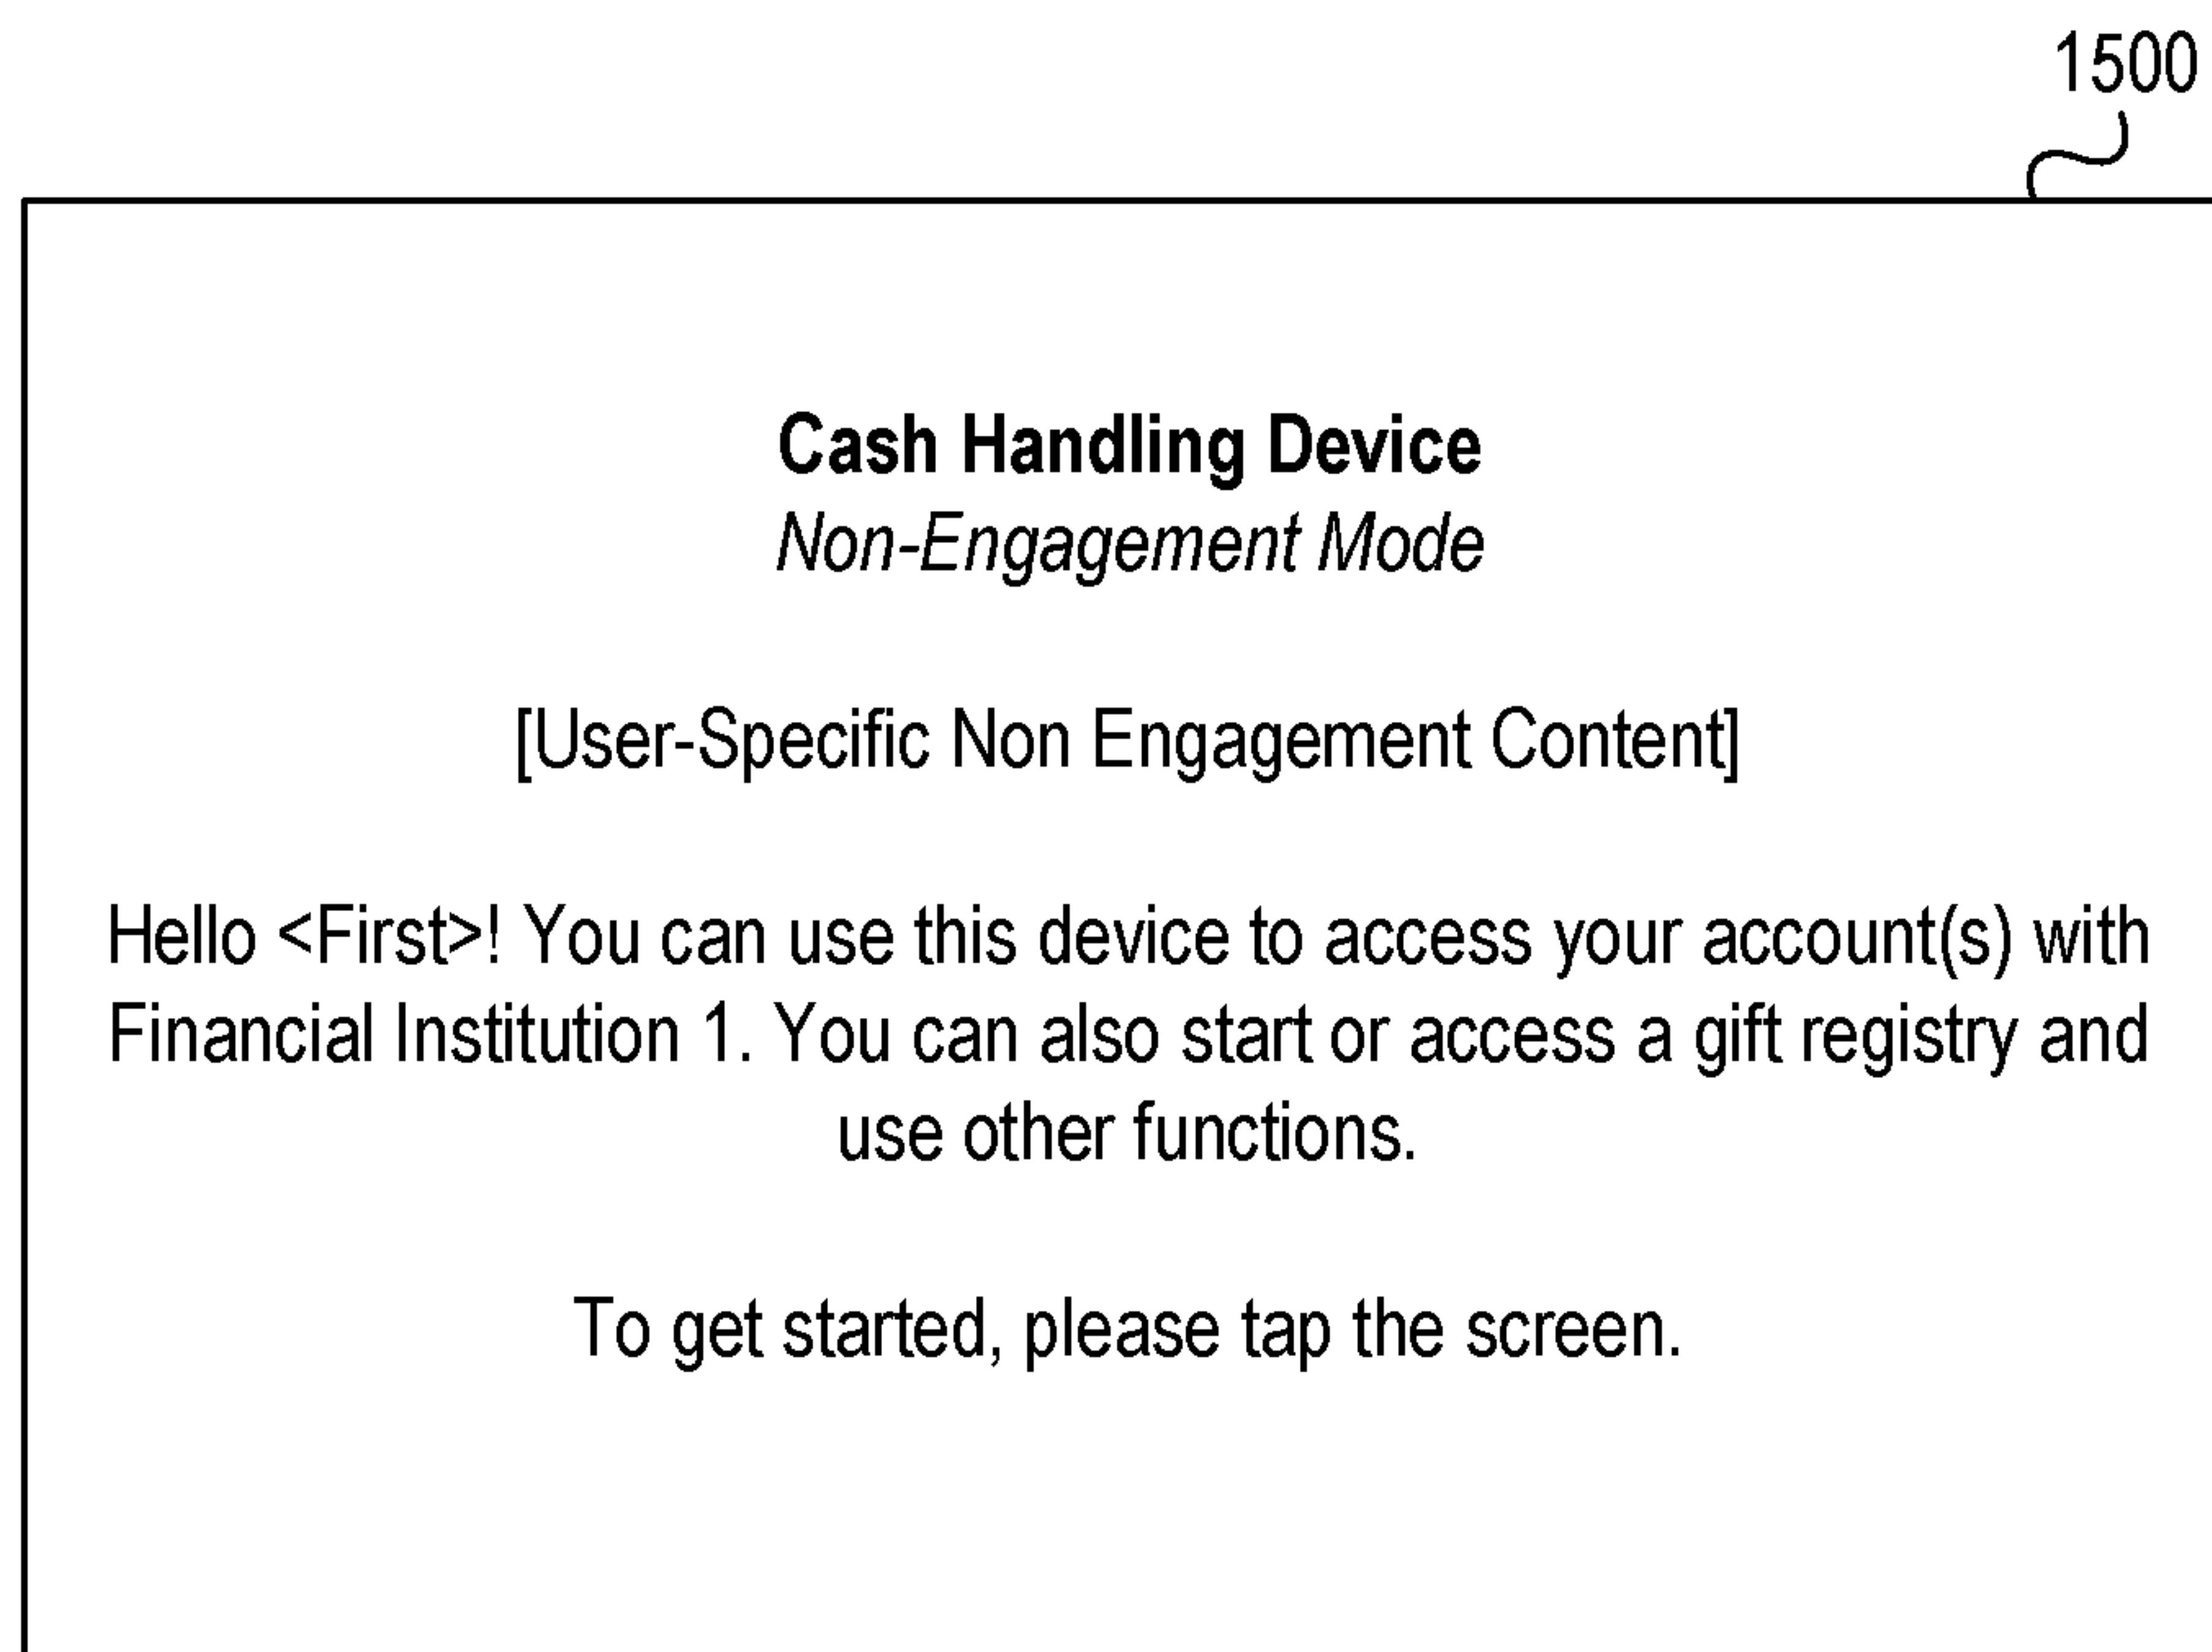 1500
Cash Handling Device
Non-Engagement Mode
[User-Specific Non Engagement Content]
Hello <First>! You can use this device to access your account(s) with
Financial Institution 1. You can also start or access a gift registry and
use other functions.
To get started, please tap the screen.